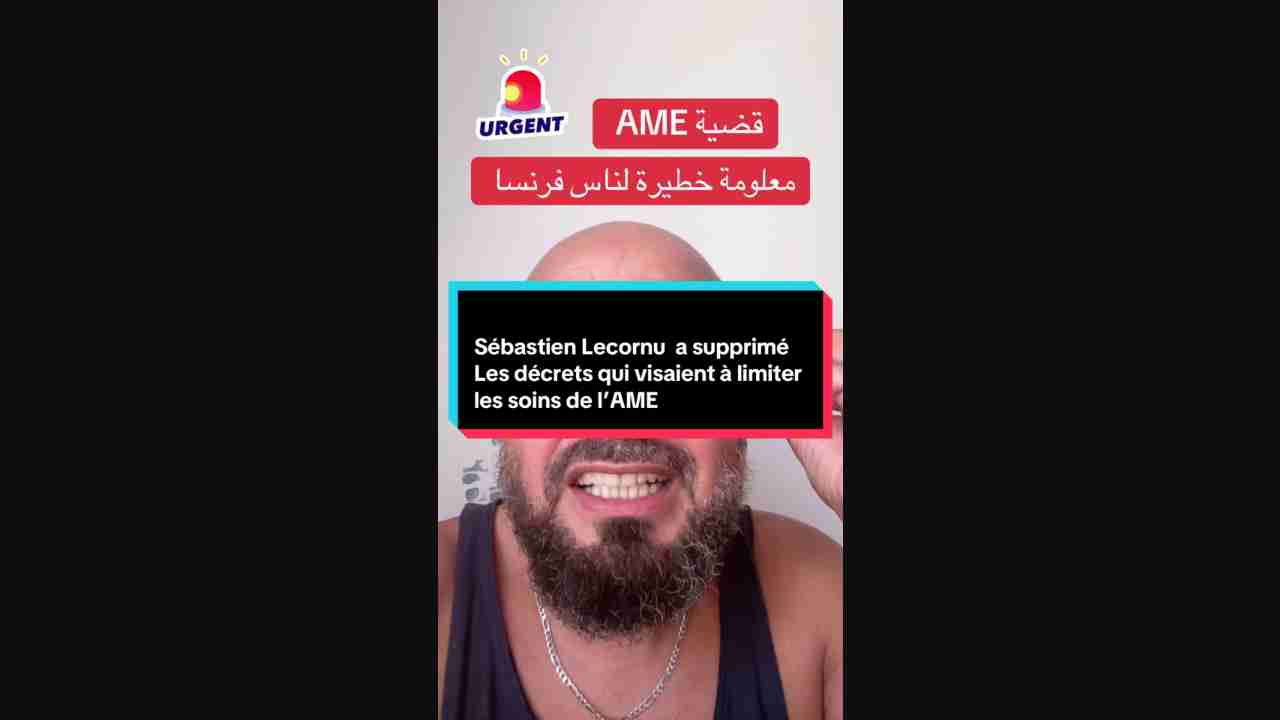 URGENT
قضية AME
معلومة خطيرة لناس فرنسا
Sébastien Lecornu a supprimé
Les décrets qui visaient à limiter
les soins de l’AME